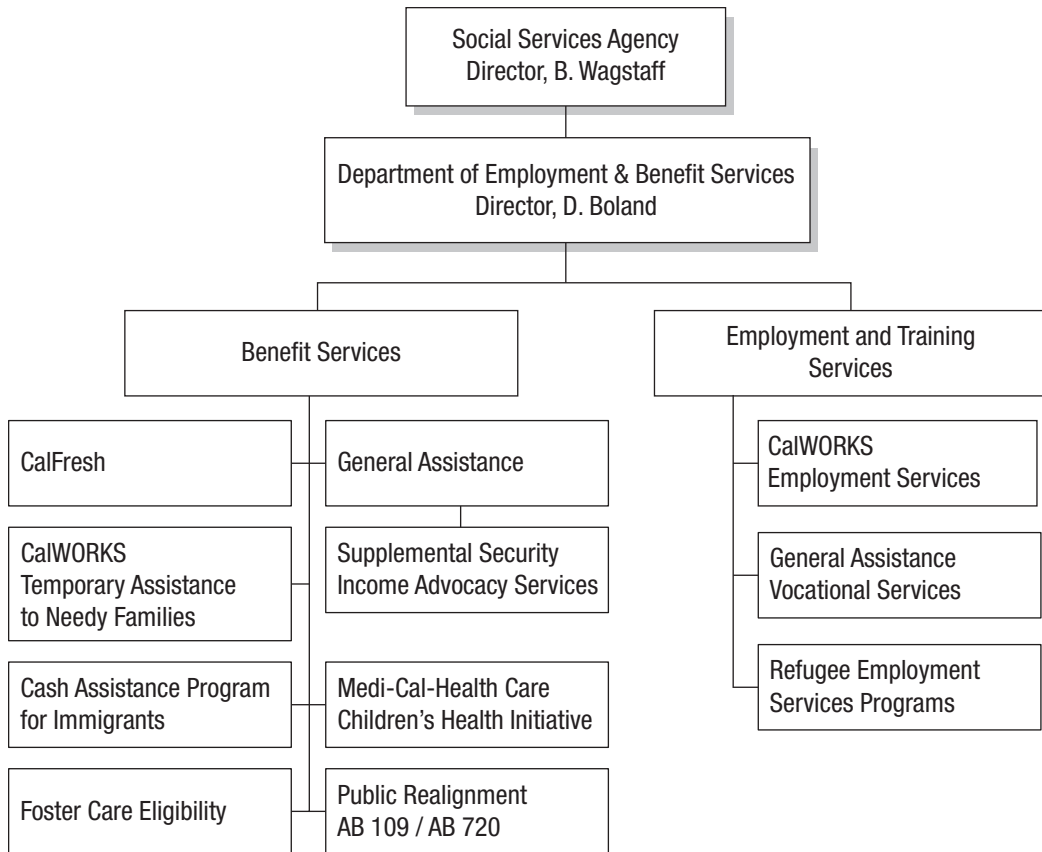 Social Services Agency
Director, B. Wagstaff
Department of Employment & Benefit Services
Director, D. Boland
Benefit Services
Employment and Training
Services
CalFresh
General Assistance
CalWORKS
Temporary Assistance
to Needy Families
Supplemental Security
Income Advocacy Services
Cash Assistance Program
for Immigrants
Medi-Cal-Health Care
Children’s Health Initiative
Foster Care Eligibility
Public Realignment
AB 109 / AB 720
CalWORKS
Employment Services
General Assistance
Vocational Services
Refugee Employment
Services Programs